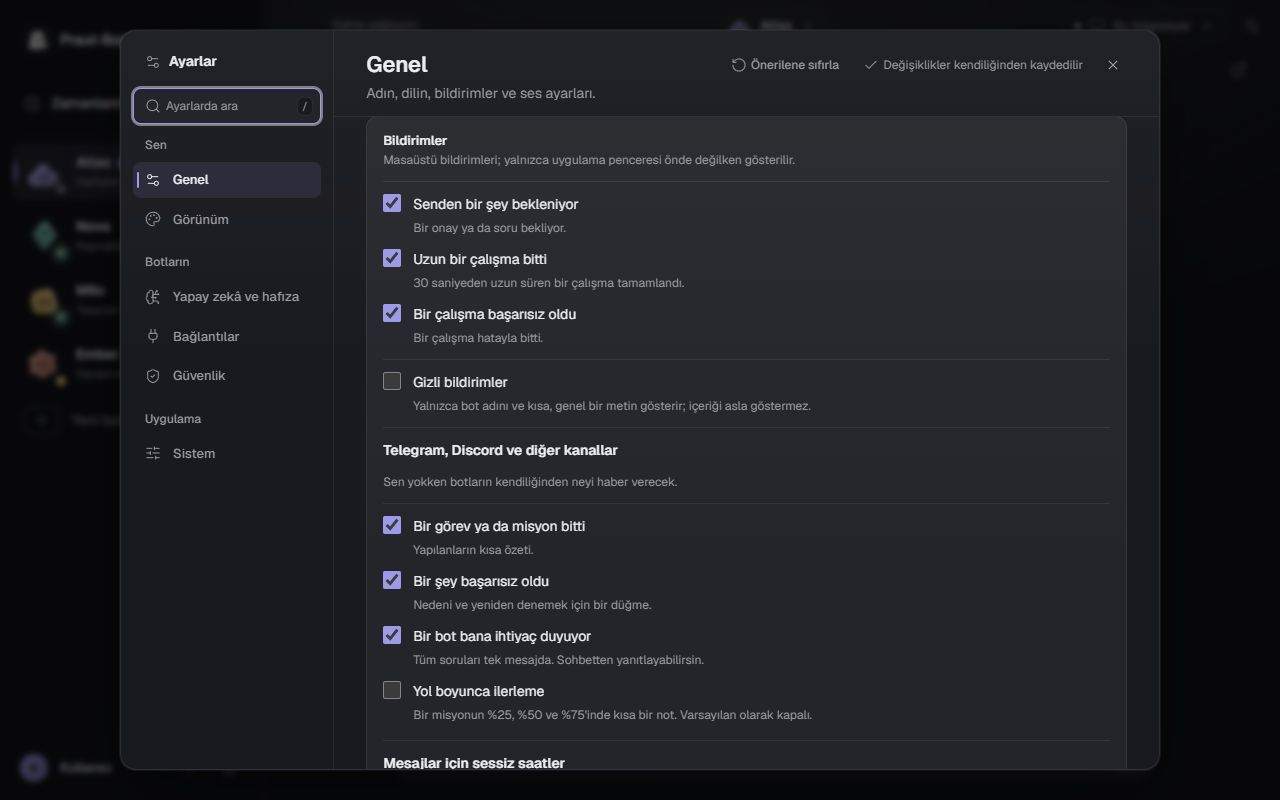 Ayarlar
Ayarlarda ara /
Sen
Genel
Görünüm
Botların
Yapay zekâ ve hafıza
Bağlantılar
Güvenlik
Uygulama
Sistem
Genel
Önerilene sıfırla
Değişiklikler kendiliğinden kaydedilir
Adın, dilin, bildirimler ve ses ayarları.
Bildirimler
Masaüstü bildirimleri; yalnızca uygulama penceresi önde değilken gösterilir.
Senden bir şey bekleniyor
Bir onay ya da soru bekliyor.
Uzun bir çalışma bitti
30 saniyeden uzun süren bir çalışma tamamlandı.
Bir çalışma başarısız oldu
Bir çalışma hatayla bitti.
Gizli bildirimler
Yalnızca bot adını ve kısa, genel bir metin gösterir; içeriği asla göstermez.
Telegram, Discord ve diğer kanallar
Sen yokken botların kendiliğinden neyi haber verecek.
Bir görev ya da misyon bitti
Yapılanların kısa özeti.
Bir şey başarısız oldu
Nedeni ve yeniden denemek için bir düğme.
Bir bot bana ihtiyaç duyuyor
Tüm soruları tek mesajda. Sohbetten yanıtlayabilirsin.
Yol boyunca ilerleme
Bir misyonun %25, %50 ve %75'inde kısa bir not. Varsayılan olarak kapalı.
Mesajlar için sessiz saatler